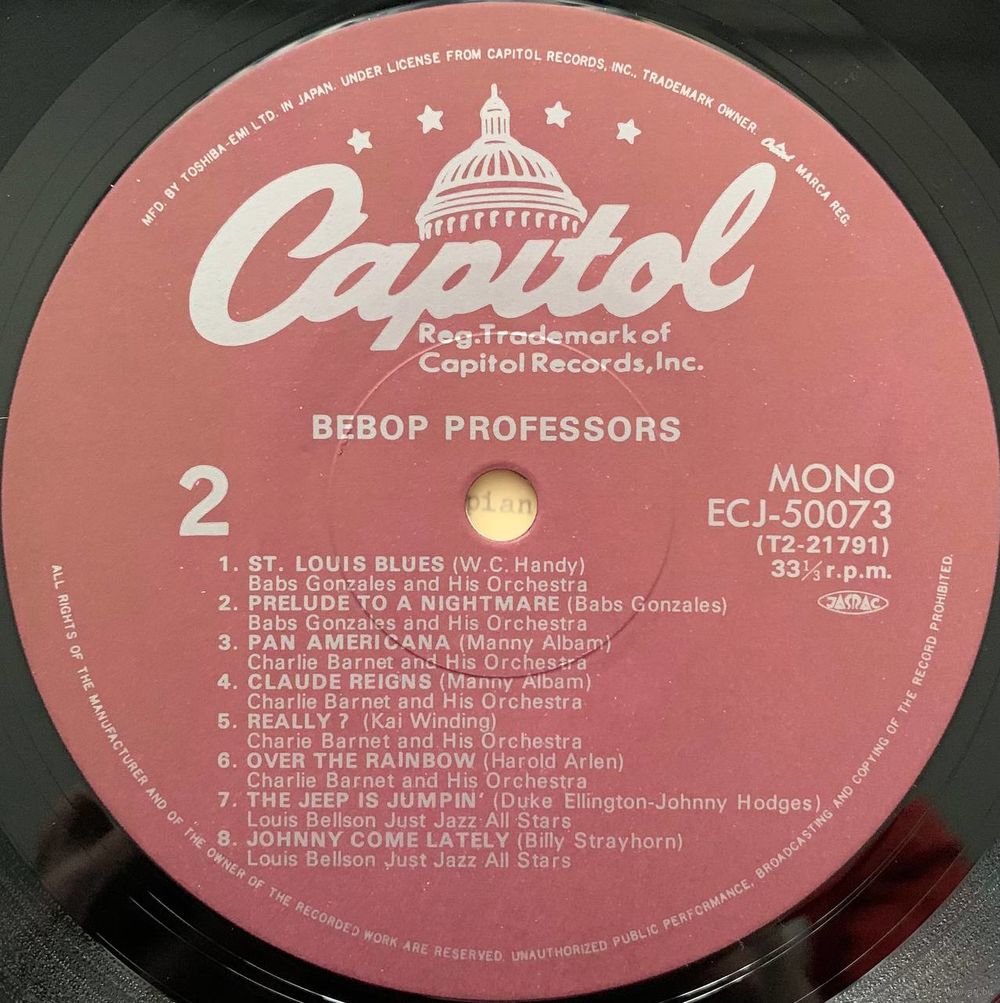 MFD. BY TOSHIBA-EMI LTD. IN JAPAN. UNDER LICENSE FROM CAPITOL RECORDS, INC., TRADEMARK OWNER. Capitol MARCA REG.
Capitol
Reg. Trademark of
Capitol Records, Inc.
BEBOP PROFESSORS
2
pian
MONO
ECJ-50073
(T2-21791)
33⅓ r.p.m.
JASRAC
1. ST. LOUIS BLUES (W.C. Handy)
Babs Gonzales and His Orchestra
2. PRELUDE TO A NIGHTMARE (Babs Gonzales)
Babs Gonzales and His Orchestra
3. PAN AMERICANA (Manny Albam)
Charlie Barnet and His Orchestra
4. CLAUDE REIGNS (Manny Albam)
Charlie Barnet and His Orchestra
5. REALLY ? (Kai Winding)
Charie Barnet and His Orchestra
6. OVER THE RAINBOW (Harold Arlen)
Charlie Barnet and His Orchestra
7. THE JEEP IS JUMPIN' (Duke Ellington-Johnny Hodges)
Louis Bellson Just Jazz All Stars
8. JOHNNY COME LATELY (Billy Strayhorn)
Louis Bellson Just Jazz All Stars
ALL RIGHTS OF THE MANUFACTURER AND OF THE OWNER OF THE RECORDED WORK ARE RESERVED. UNAUTHORIZED PUBLIC PERFORMANCE, BROADCASTING AND COPYING OF THE RECORD PROHIBITED.